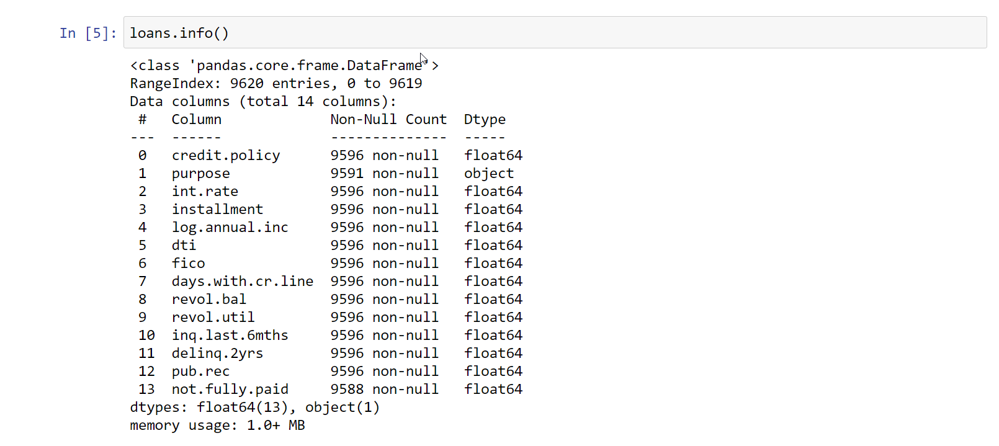 In [5]: loans.info()
<class 'pandas.core.frame.DataFrame'>
RangeIndex: 9620 entries, 0 to 9619
Data columns (total 14 columns):
 #   Column             Non-Null Count  Dtype
---  ------             --------------  -----
 0   credit.policy      9596 non-null   float64
 1   purpose            9591 non-null   object
 2   int.rate           9596 non-null   float64
 3   installment        9596 non-null   float64
 4   log.annual.inc     9596 non-null   float64
 5   dti                9596 non-null   float64
 6   fico               9596 non-null   float64
 7   days.with.cr.line  9596 non-null   float64
 8   revol.bal          9596 non-null   float64
 9   revol.util         9596 non-null   float64
 10  inq.last.6mths     9596 non-null   float64
 11  delinq.2yrs        9596 non-null   float64
 12  pub.rec            9596 non-null   float64
 13  not.fully.paid     9588 non-null   float64
dtypes: float64(13), object(1)
memory usage: 1.0+ MB